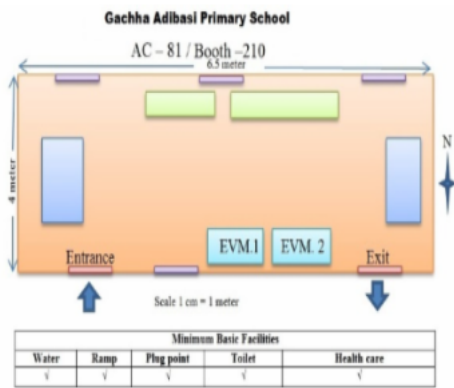 Gachha Adibasi Primary School
AC – 81 / Booth –210
6.5 meter
4 meter
N
EVM.1 EVM. 2
Entrance Exit
Scale 1 cm = 1 meter
Minimum Basic Facilities
Water Ramp Plug point Toilet Health care
√ √ √ √ √